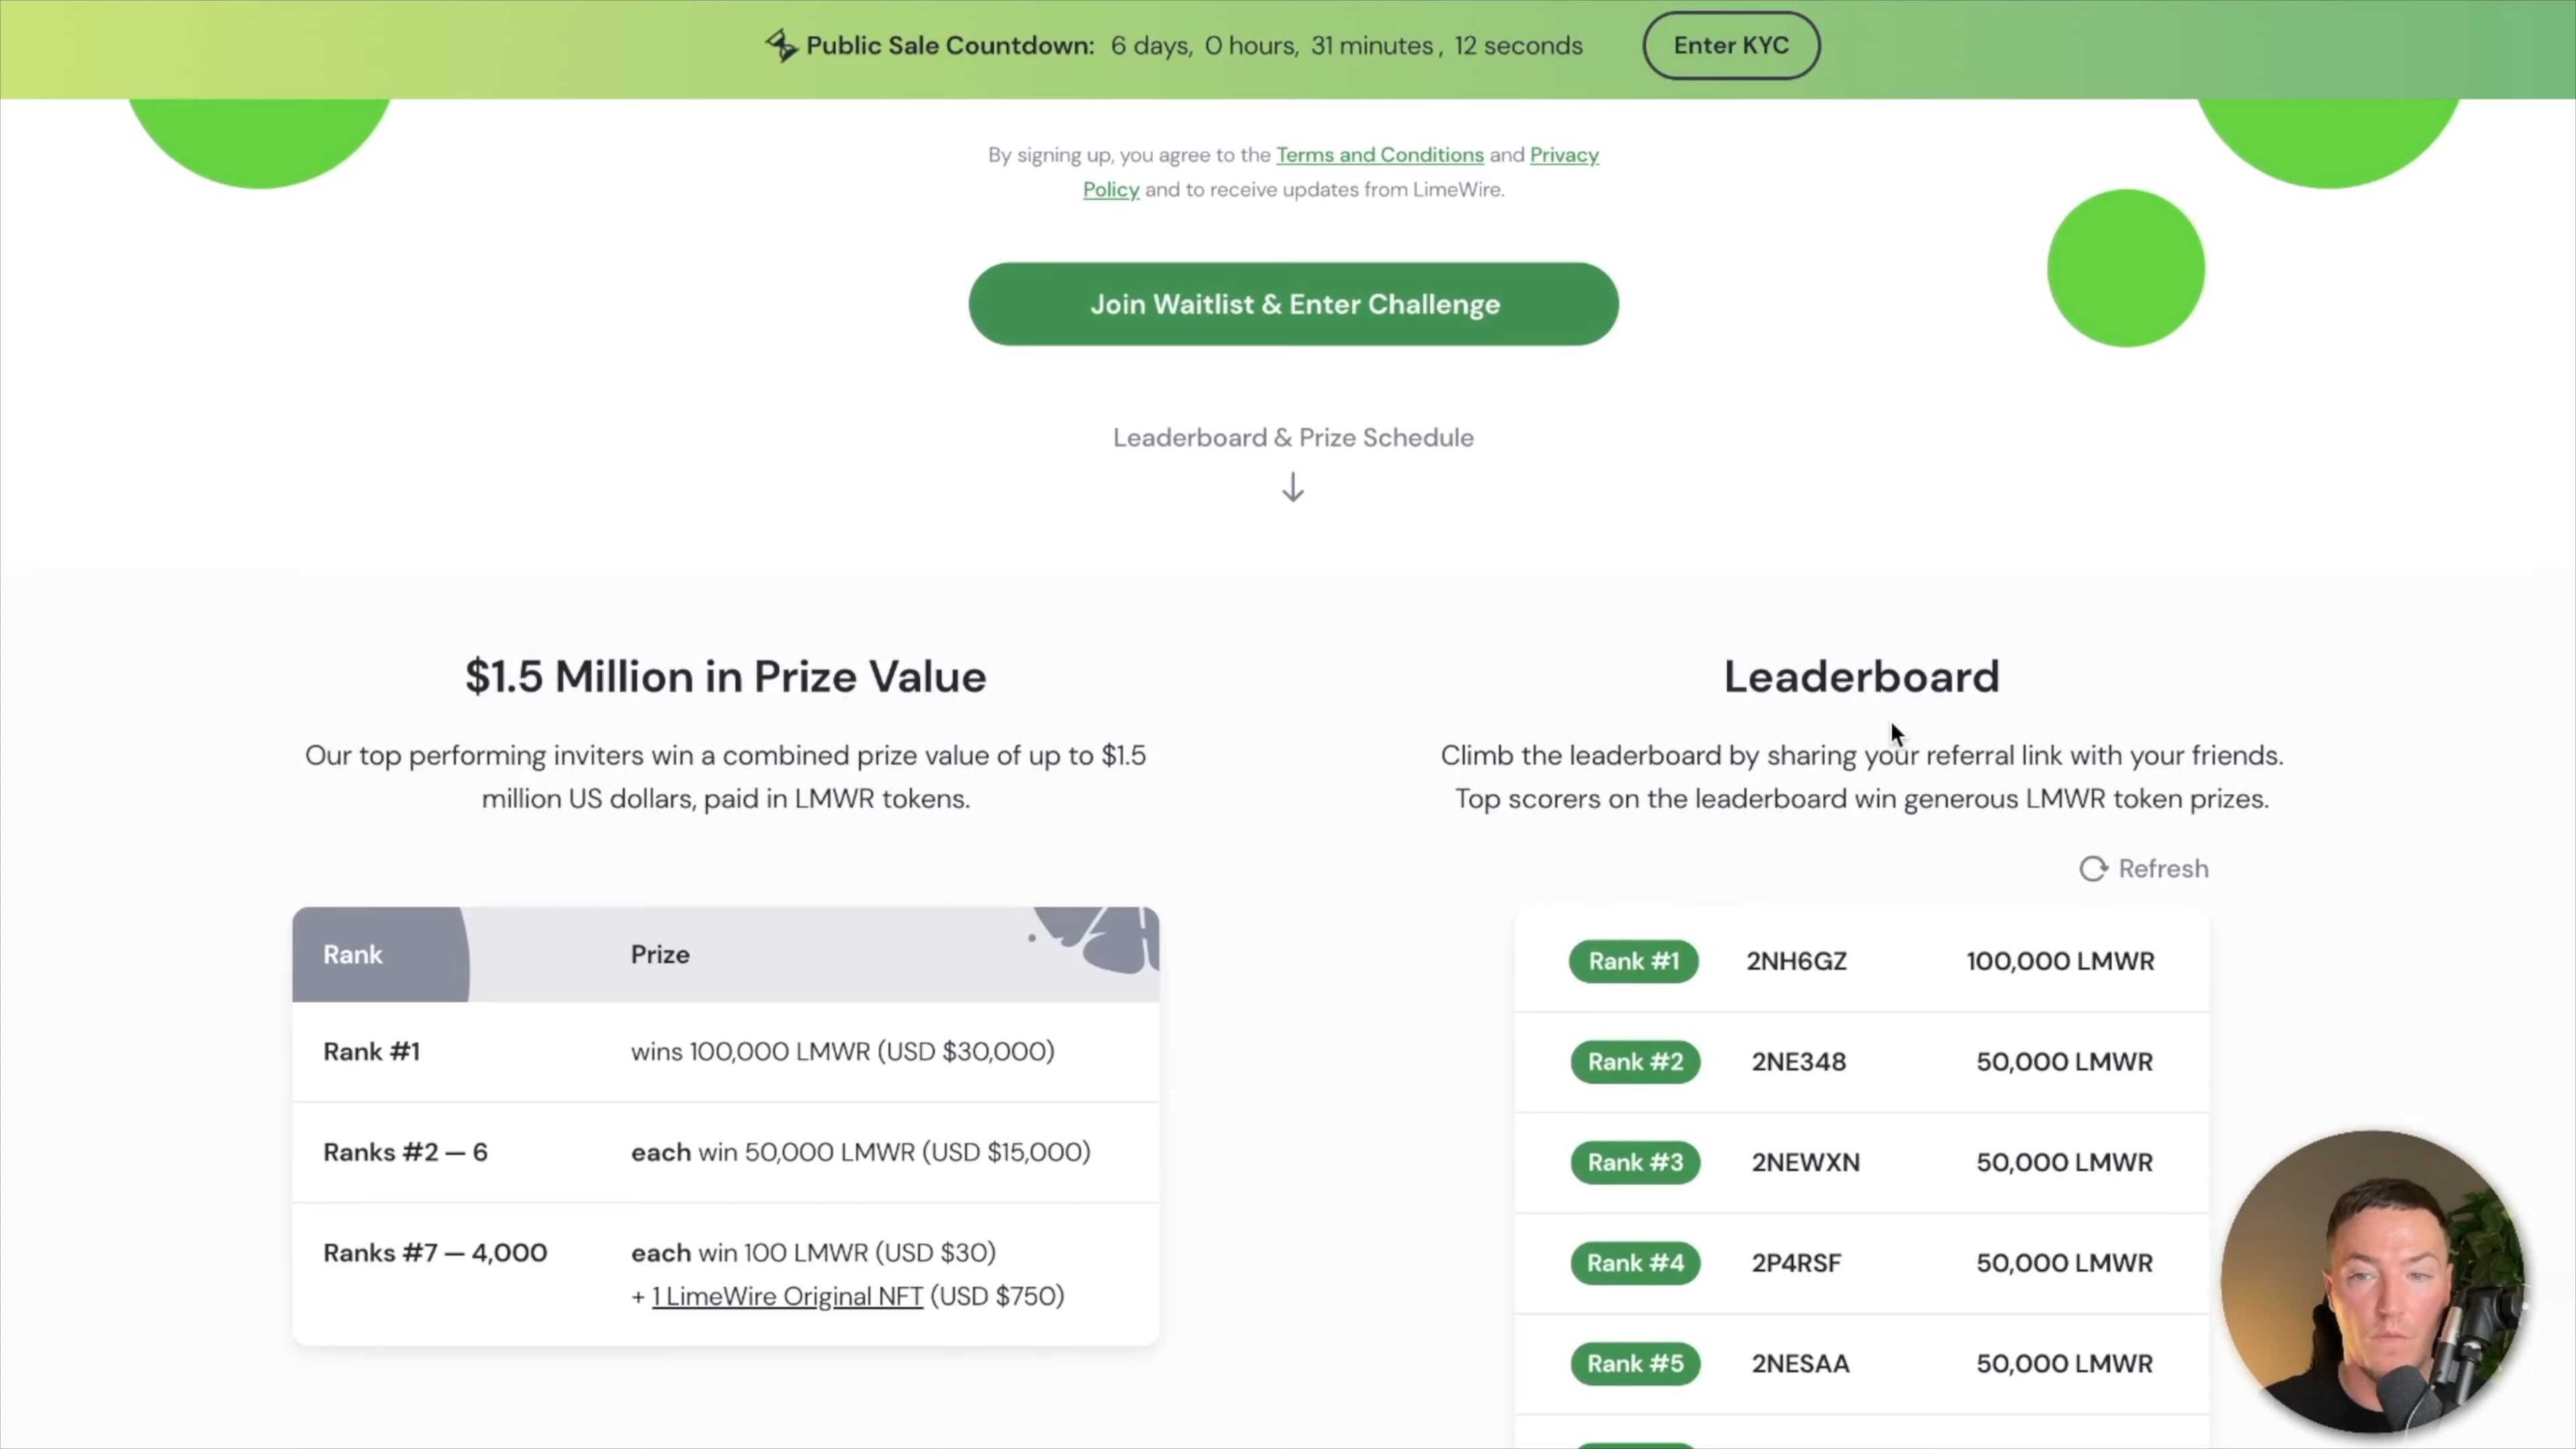 Public Sale Countdown: 6 days, 0 hours, 31 minutes , 12 seconds
Enter KYC
By signing up, you agree to the Terms and Conditions and Privacy
Policy and to receive updates from LimeWire.
Join Waitlist & Enter Challenge
Leaderboard & Prize Schedule
$1.5 Million in Prize Value
Our top performing inviters win a combined prize value of up to $1.5
million US dollars, paid in LMWR tokens.
Rank Prize
Rank #1 wins 100,000 LMWR (USD $30,000)
Ranks #2 — 6 each win 50,000 LMWR (USD $15,000)
Ranks #7 — 4,000 each win 100 LMWR (USD $30)
+ 1 LimeWire Original NFT (USD $750)
Leaderboard
Climb the leaderboard by sharing your referral link with your friends.
Top scorers on the leaderboard win generous LMWR token prizes.
Refresh
Rank #1 2NH6GZ 100,000 LMWR
Rank #2 2NE348 50,000 LMWR
Rank #3 2NEWXN 50,000 LMWR
Rank #4 2P4RSF 50,000 LMWR
Rank #5 2NESAA 50,000 LMWR